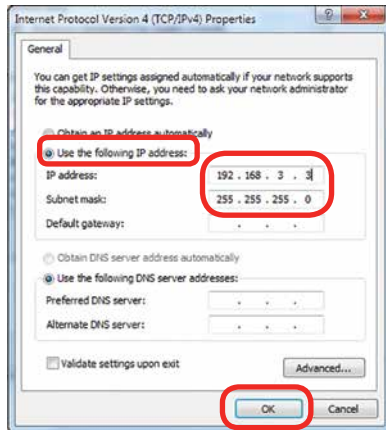 Internet Protocol Version 4 (TCP/IPv4) Properties
General
You can get IP settings assigned automatically if your network supports
this capability. Otherwise, you need to ask your network administrator
for the appropriate IP settings.
Obtain an IP address automatically
Use the following IP address:
IP address: 192 . 168 . 3 . 3
Subnet mask: 255 . 255 . 255 . 0
Default gateway: . . .
Obtain DNS server address automatically
Use the following DNS server addresses:
Preferred DNS server: . . .
Alternate DNS server: . . .
Validate settings upon exit
Advanced...
OK Cancel